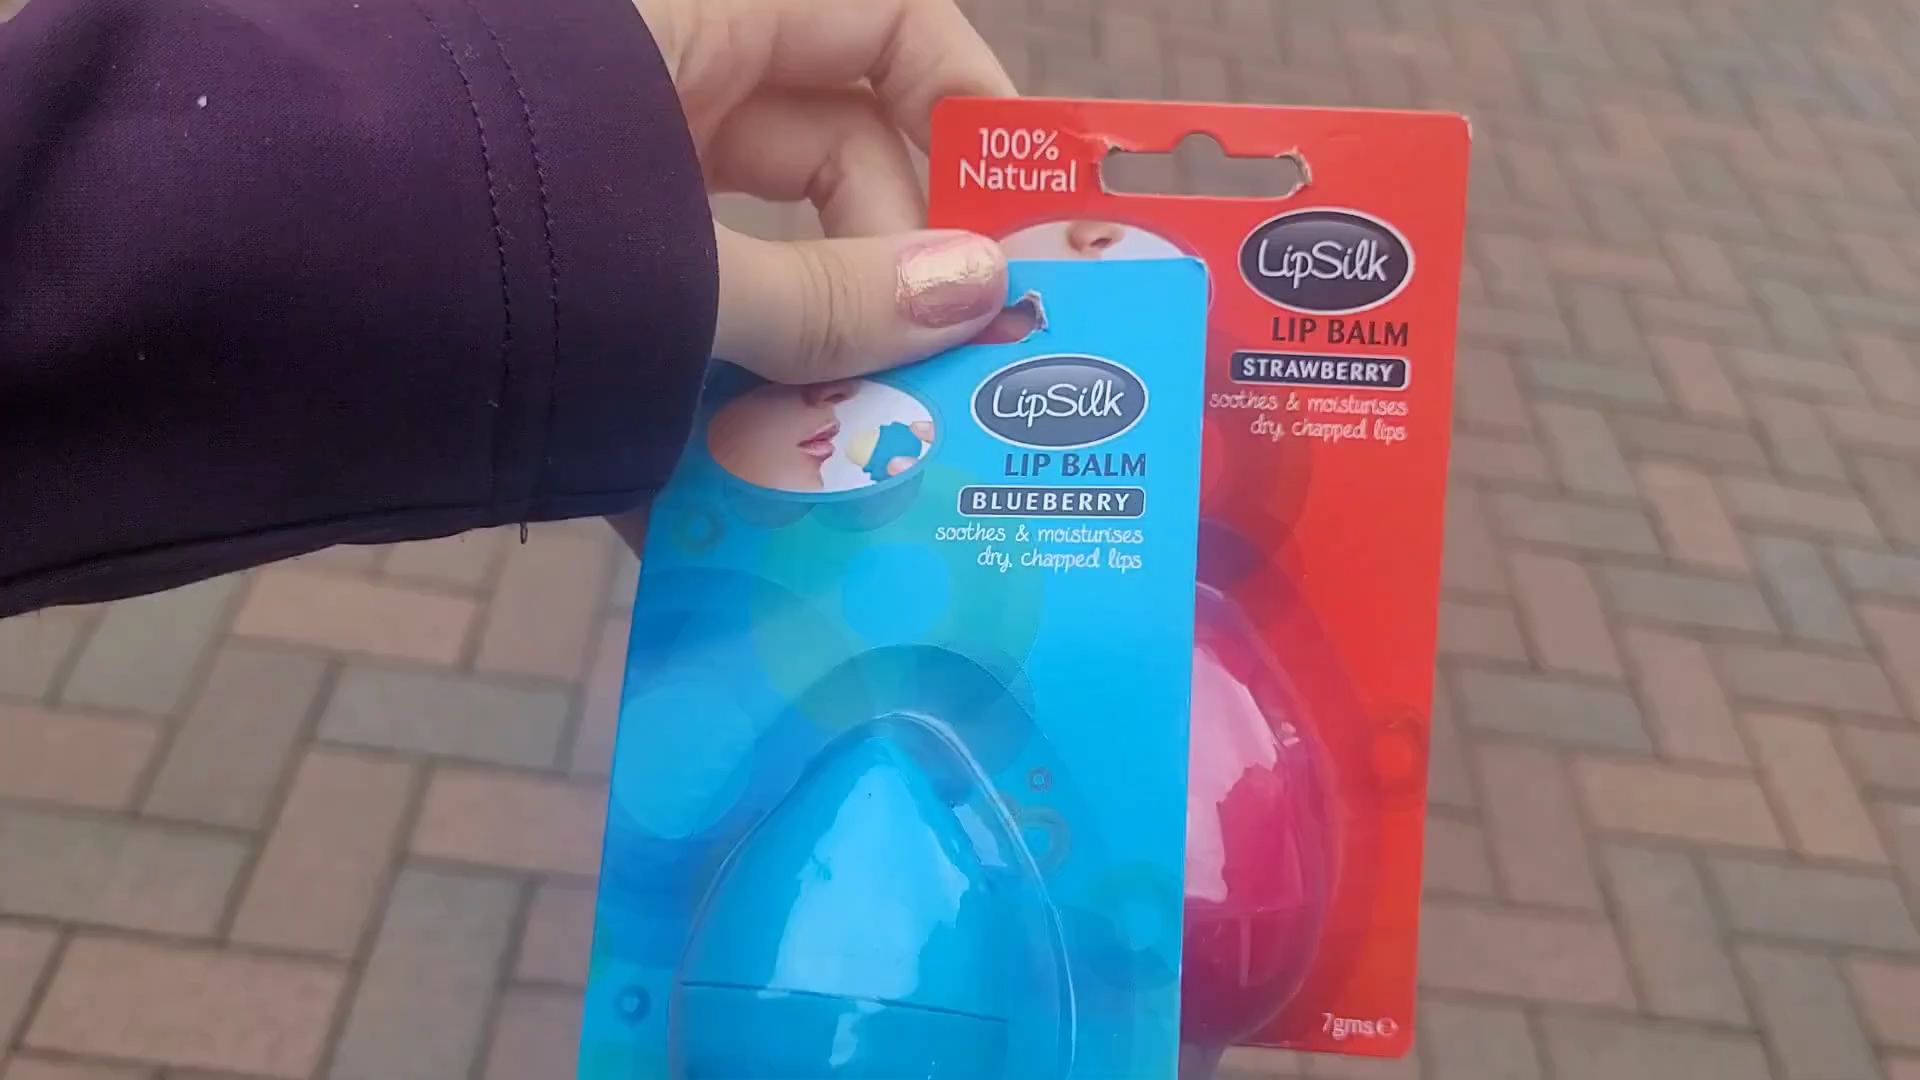 100%
Natural
LipSilk
LIP BALM
STRAWBERRY
soothes & moisturises
dry, chapped lips
7gms e
LipSilk
LIP BALM
BLUEBERRY
soothes & moisturises
dry, chapped lips